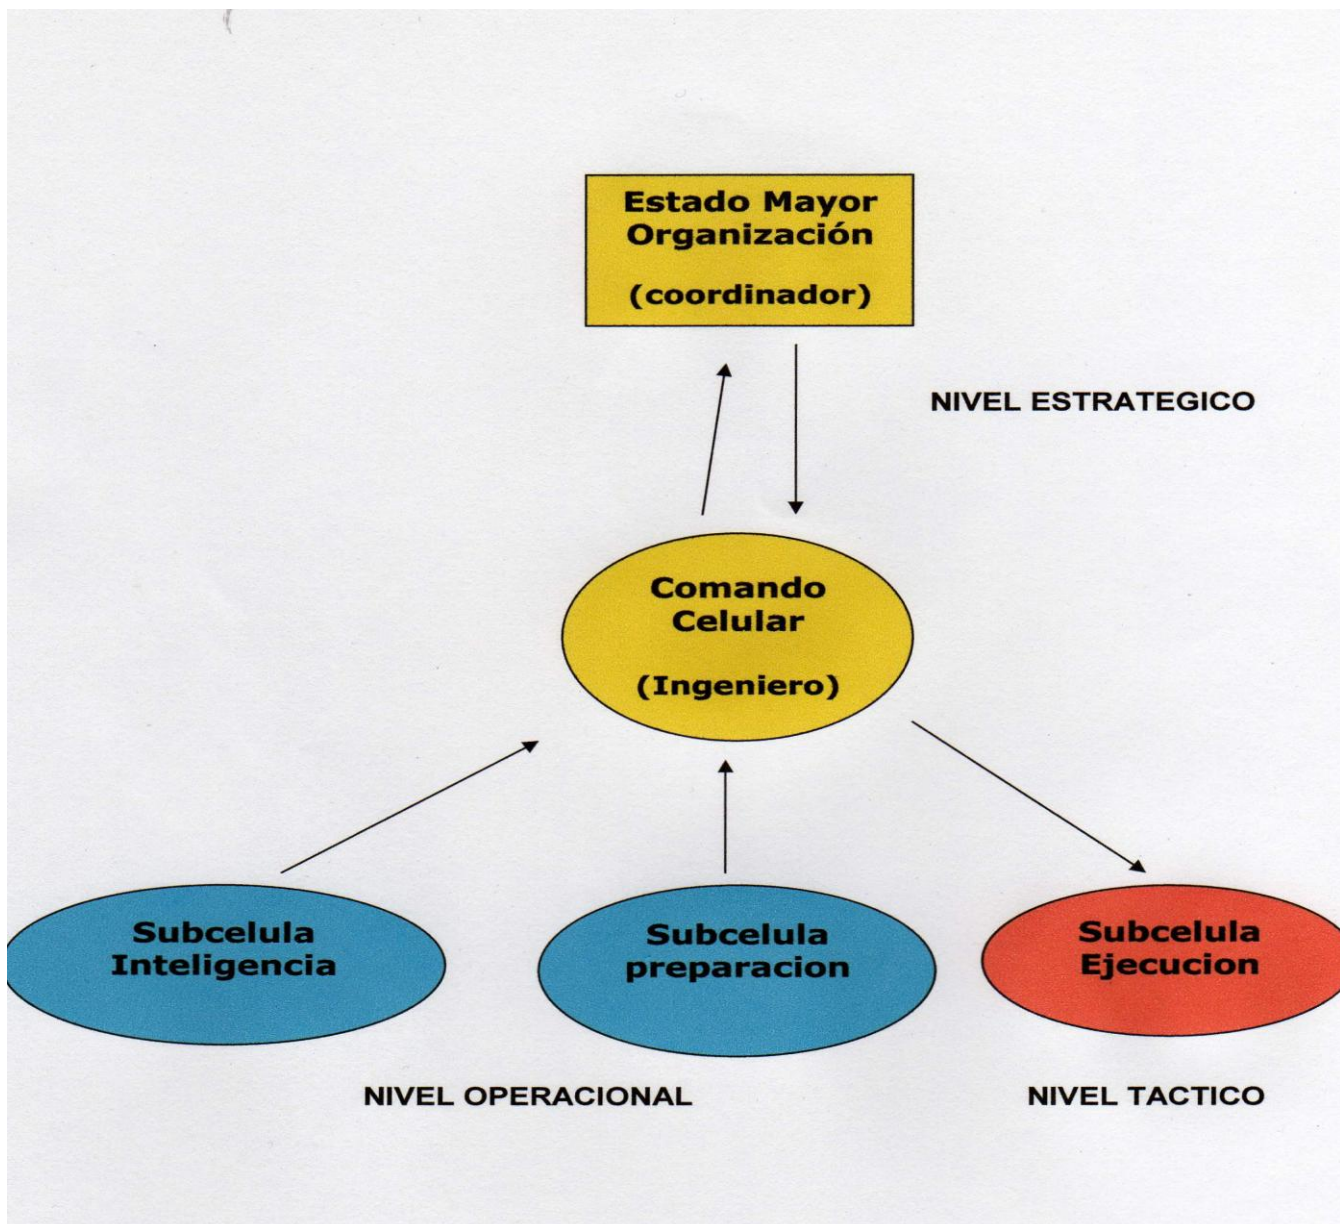 Estado Mayor
Organización
(coordinador)
NIVEL ESTRATEGICO
Comando
Celular
(Ingeniero)
Subcelula
Inteligencia
Subcelula
preparacion
Subcelula
Ejecucion
NIVEL OPERACIONAL
NIVEL TACTICO